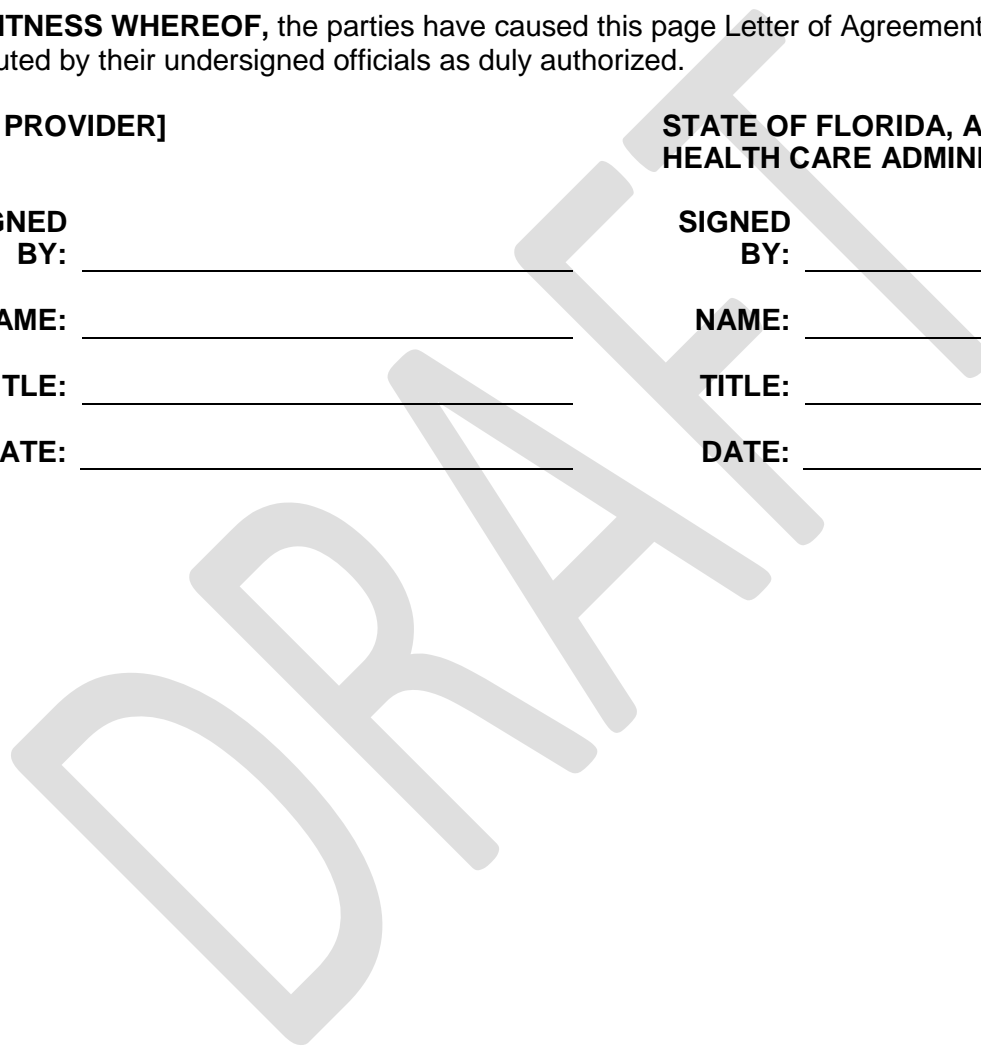 ITNESS WHEREOF, the parties have caused this page Letter of Agreement
uted by their undersigned officials as duly authorized.
PROVIDER]
GNED
BY:
AME:
TLE:
ATE:
STATE OF FLORIDA, A
HEALTH CARE ADMINI
SIGNED
BY:
NAME:
TITLE:
DATE:
DRAFT